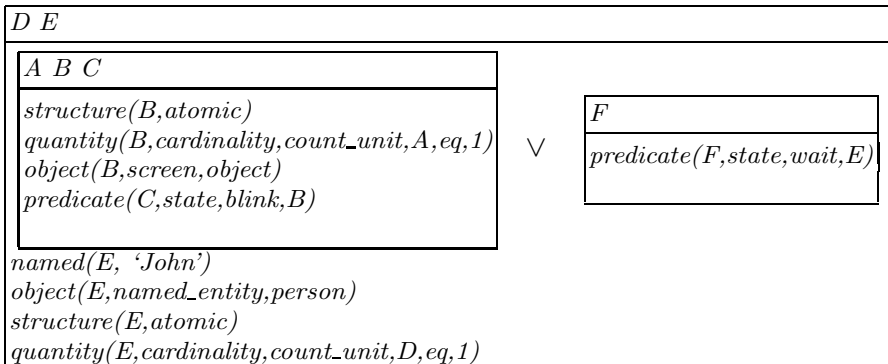 D E
A B C
structure(B,atomic)
quantity(B,cardinality,count_unit,A,eq,1)
object(B,screen,object)
predicate(C,state,blink,B)
∨
F
predicate(F,state,wait,E)
named(E, ‘John’)
object(E,named_entity,person)
structure(E,atomic)
quantity(E,cardinality,count_unit,D,eq,1)